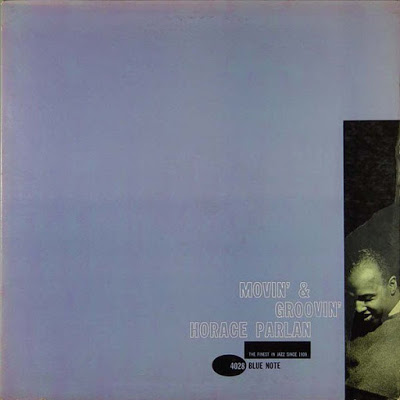 MOVIN' &
GROOVIN'
HORACE PARLAN
THE FINEST IN JAZZ SINCE 1939
4028 BLUE NOTE